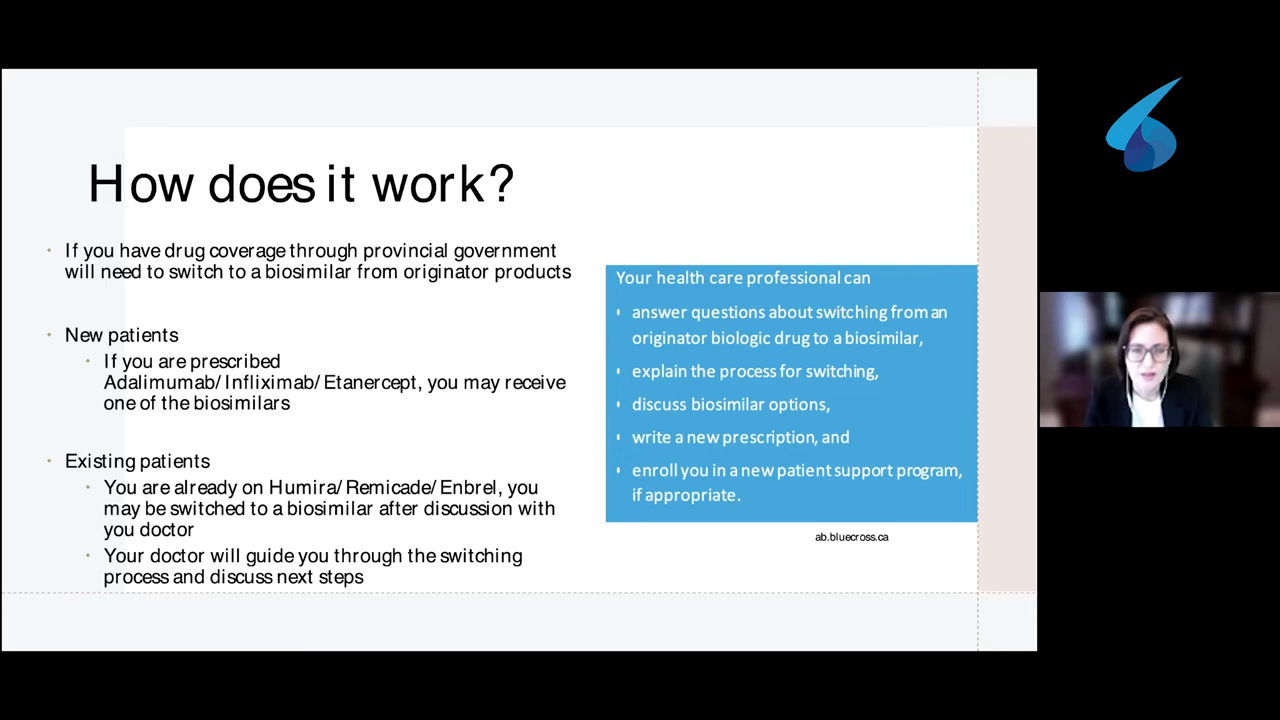 How does it work?
If you have drug coverage through provincial government
will need to switch to a biosimilar from originator products
New patients
If you are prescribed
Adalimumab/ Infliximab/ Etanercept, you may receive
one of the biosimilars
Existing patients
You are already on Humira/ Remicade/ Enbrel, you
may be switched to a biosimilar after discussion with
you doctor
Your doctor will guide you through the switching
process and discuss next steps
Your health care professional can
answer questions about switching from an
originator biologic drug to a biosimilar,
explain the process for switching,
discuss biosimilar options,
write a new prescription, and
enroll you in a new patient support program,
if appropriate.
ab.bluecross.ca